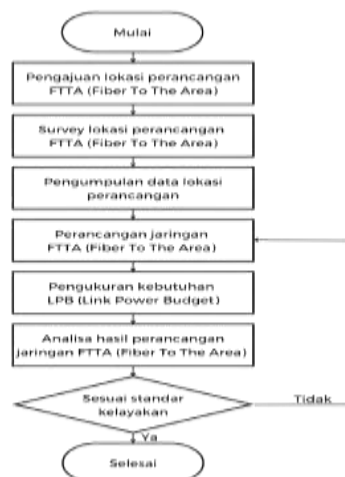 Mulai
Pengajuan lokasi perancangan
FTTA (Fiber To The Area)
Survey lokasi perancangan
FTTA (Fiber To The Area)
Pengumpulan data lokasi
perancangan
Perancangan jaringan
FTTA (Fiber To The Area)
Pengukuran kebutuhan
LPB (Link Power Budget)
Analisa hasil perancangan
jaringan FTTA (Fiber To The Area)
Sesuai standar
kelayakan
Tidak
Ya
Selesai